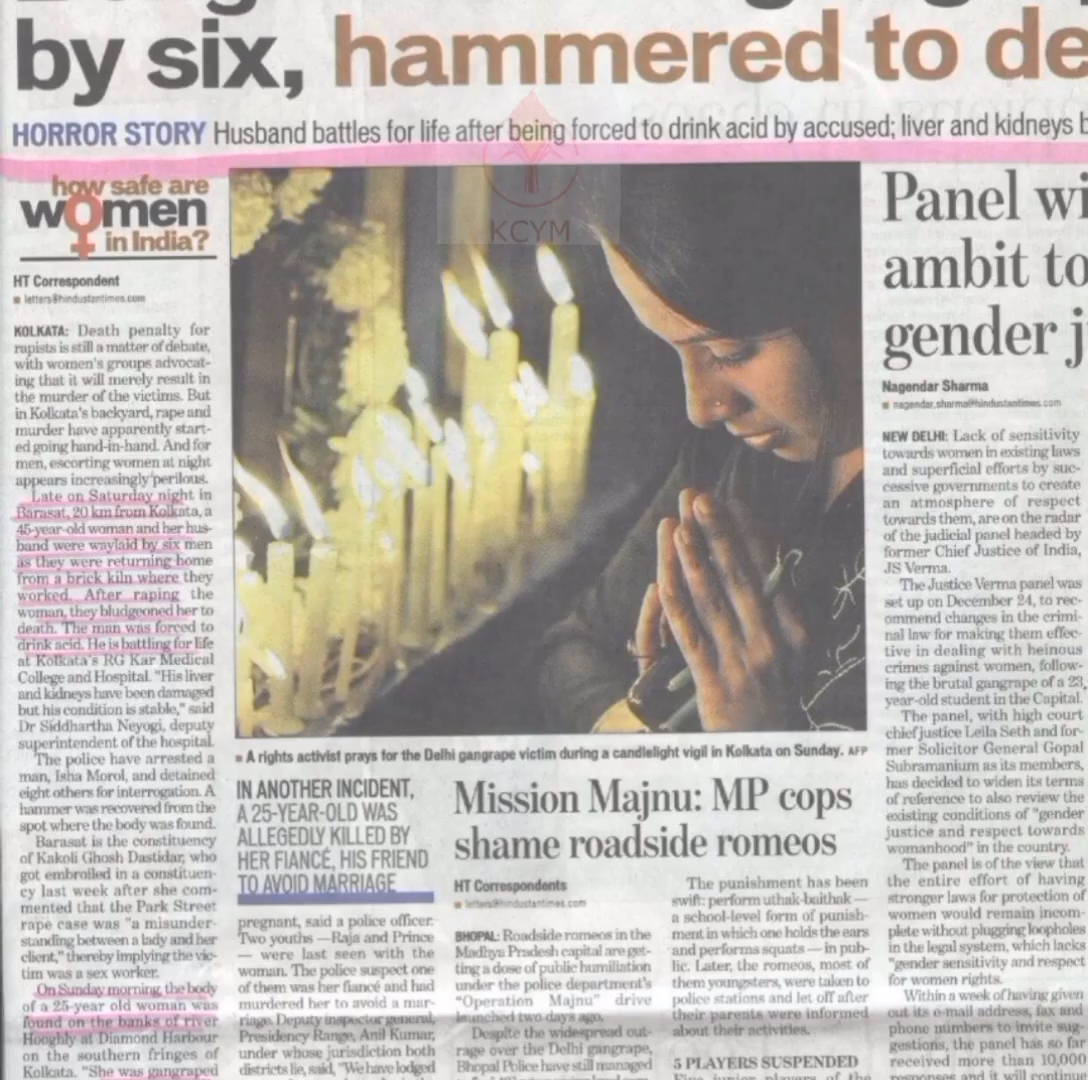 by six, hammered to de
HORROR STORY Husband battles for life after being forced to drink acid by accused; liver and kidneys
KCYM
how safe are
women
in India?
HT Correspondent
letters@hindustantimes.com
KOLKATA: Death penalty for
rapists is still a matter of debate,
with women's groups advocat-
ing that it will merely result in
the murder of the victims. But
in Kolkata's backyard, rape and
murder have apparently start-
ed going hand-in-hand. And for
men, escorting women at night
appears increasingly perilous.
Late on Saturday night in
Barasat, 20 km from Kolkata, a
45-year-old woman and her hus-
band were waylaid by six men
as they were returning home
from a brick kiln where they
worked. After raping the
woman, they bludgeoned her to
death. The man was forced to
drink acid. He is battling for life
at Kolkata's RG Kar Medical
College and Hospital. "His liver
and kidneys have been damaged
but his condition is stable," said
Dr Siddhartha Neyogi, deputy
superintendent of the hospital.
The police have arrested a
man, Isha Morol, and detained
eight others for interrogation. A
hammer was recovered from the
spot where the body was found.
Barasat is the constituency
of Kakoli Ghosh Dastidar, who
got embroiled in a constituen-
cy last week after she com-
mented that the Park Street
rape case was "a misunder-
standing between a lady and her
client," thereby implying the vic-
tim was a sex worker.
On Sunday morning the body
of a 25-year old woman was
found on the banks of river
Hooghly at Diamond Harbour
on the southern fringes of
Kolkata. "She was gangraped
A rights activist prays for the Delhi gangrape victim during a candlelight vigil in Kolkata on Sunday. AFP
IN ANOTHER INCIDENT,
A 25-YEAR-OLD WAS
ALLEGEDLY KILLED BY
HER FIANCÉ, HIS FRIEND
TO AVOID MARRIAGE
pregnant, said a police officer.
Two youths —Raja and Prince
— were last seen with the
woman. The police suspect one
of them was her fiancé and had
murdered her to avoid a mar-
riage. Deputy inspector general,
Presidency Range, Anil Kumar,
under whose jurisdiction both
districts lie, said, "We have lodged
Mission Majnu: MP cops
shame roadside romeos
HT Correspondents
letters@hindustantimes.com
BHOPAL: Roadside romeos in the
Madhya Pradesh capital are get-
ting a dose of public humiliation
under the police department's
"Operation Majnu" drive
launched two days ago.
Despite the widespread out-
rage over the Delhi gangrape,
Bhopal Police have still managed
The punishment has been
swift: perform uthak-baithak —
a school-level form of punish-
ment in which one holds the ears
and performs squats — in pub-
lic. Later, the romeos, most of
them youngsters, were taken to
police stations and let off after
their parents were informed
about their activities.
5 PLAYERS SUSPENDED
Five junior players of the
Panel wi
ambit to
gender j
Nagendar Sharma
nagendar.sharma@hindustantimes.com
NEW DELHI: Lack of sensitivity
towards women in existing laws
and superficial efforts by suc-
cessive governments to create
an atmosphere of respect
towards them, are on the radar
of the judicial panel headed by
former Chief Justice of India,
JS Verma.
The Justice Verma panel was
set up on December 24, to rec-
ommend changes in the crimi-
nal law for making them effec-
tive in dealing with heinous
crimes against women, follow-
ing the brutal gangrape of a 23,
year-old student in the Capital.
The panel, with high court
chief justice Leila Seth and for-
mer Solicitor General Gopal
Subramanium as its members,
has decided to widen its terms
of reference to also review the
existing conditions of "gender
justice and respect towards
womanhood" in the country.
The panel is of the view that
the entire effort of having
stronger laws for protection of
women would remain incom-
plete without plugging loopholes
in the legal system, which lacks
"gender sensitivity and respect
for women rights.
Within a week of having given
out its e-mail address, fax and
phone numbers to invite sug-
gestions, the panel has so far
received more than 10,000
responses and it will continue